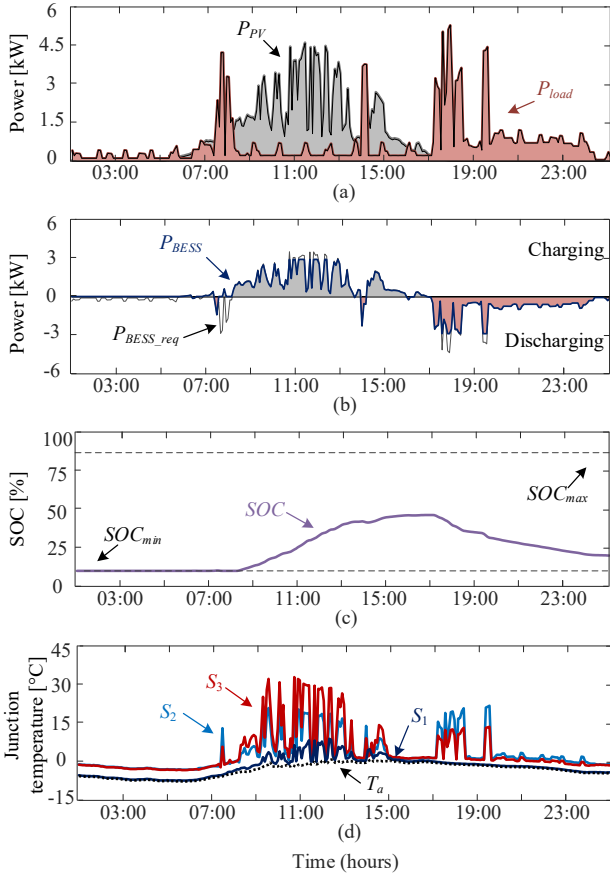 6
4.5
3
1.5
0
Power [kW]
P_PV
P_load
03:00 07:00 11:00 15:00 19:00 23:00
(a)
6
3
0
-3
-6
Power [kW]
P_BESS
P_BESS_req
Charging
Discharging
03:00 07:00 11:00 15:00 19:00 23:00
(b)
100
75
50
25
0
SOC [%]
SOC_min
SOC
SOC_max
03:00 07:00 11:00 15:00 19:00 23:00
(c)
45
30
15
0
-15
Junction
temperature [°C]
S_2
S_3
S_1
T_a
03:00 07:00 11:00 15:00 19:00 23:00
(d)
Time (hours)